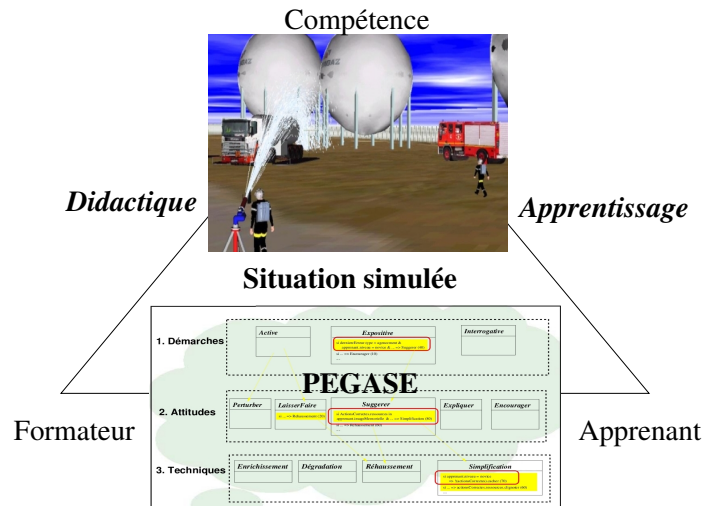 Compétence
Didactique
Apprentissage
Situation simulée
1. Démarches
Active
Expositive
Interrogative
PEGASE
2. Attitudes
Perturber
LaisserFaire
Suggerer
Expliquer
Encourager
Formateur
Apprenant
3. Techniques
Enrichissement
Dégradation
Réhaussement
Simplification